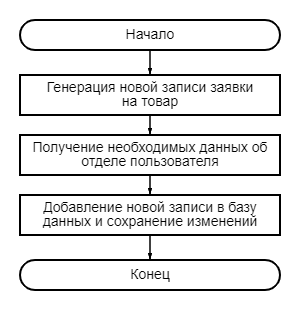 Начало
Генерация новой записи заявки
на товар
Получение необходимых данных об
отделе пользователя
Добавление новой записи в базу
данных и сохранение изменений
Конец